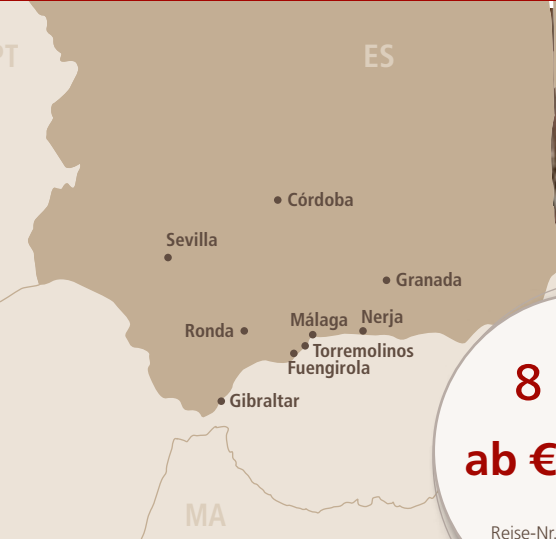 PT
ES
Córdoba
Sevilla
Granada
Málaga
Nerja
Ronda
Torremolinos
Fuengirola
Gibraltar
8
ab €
MA
Reise-Nr.